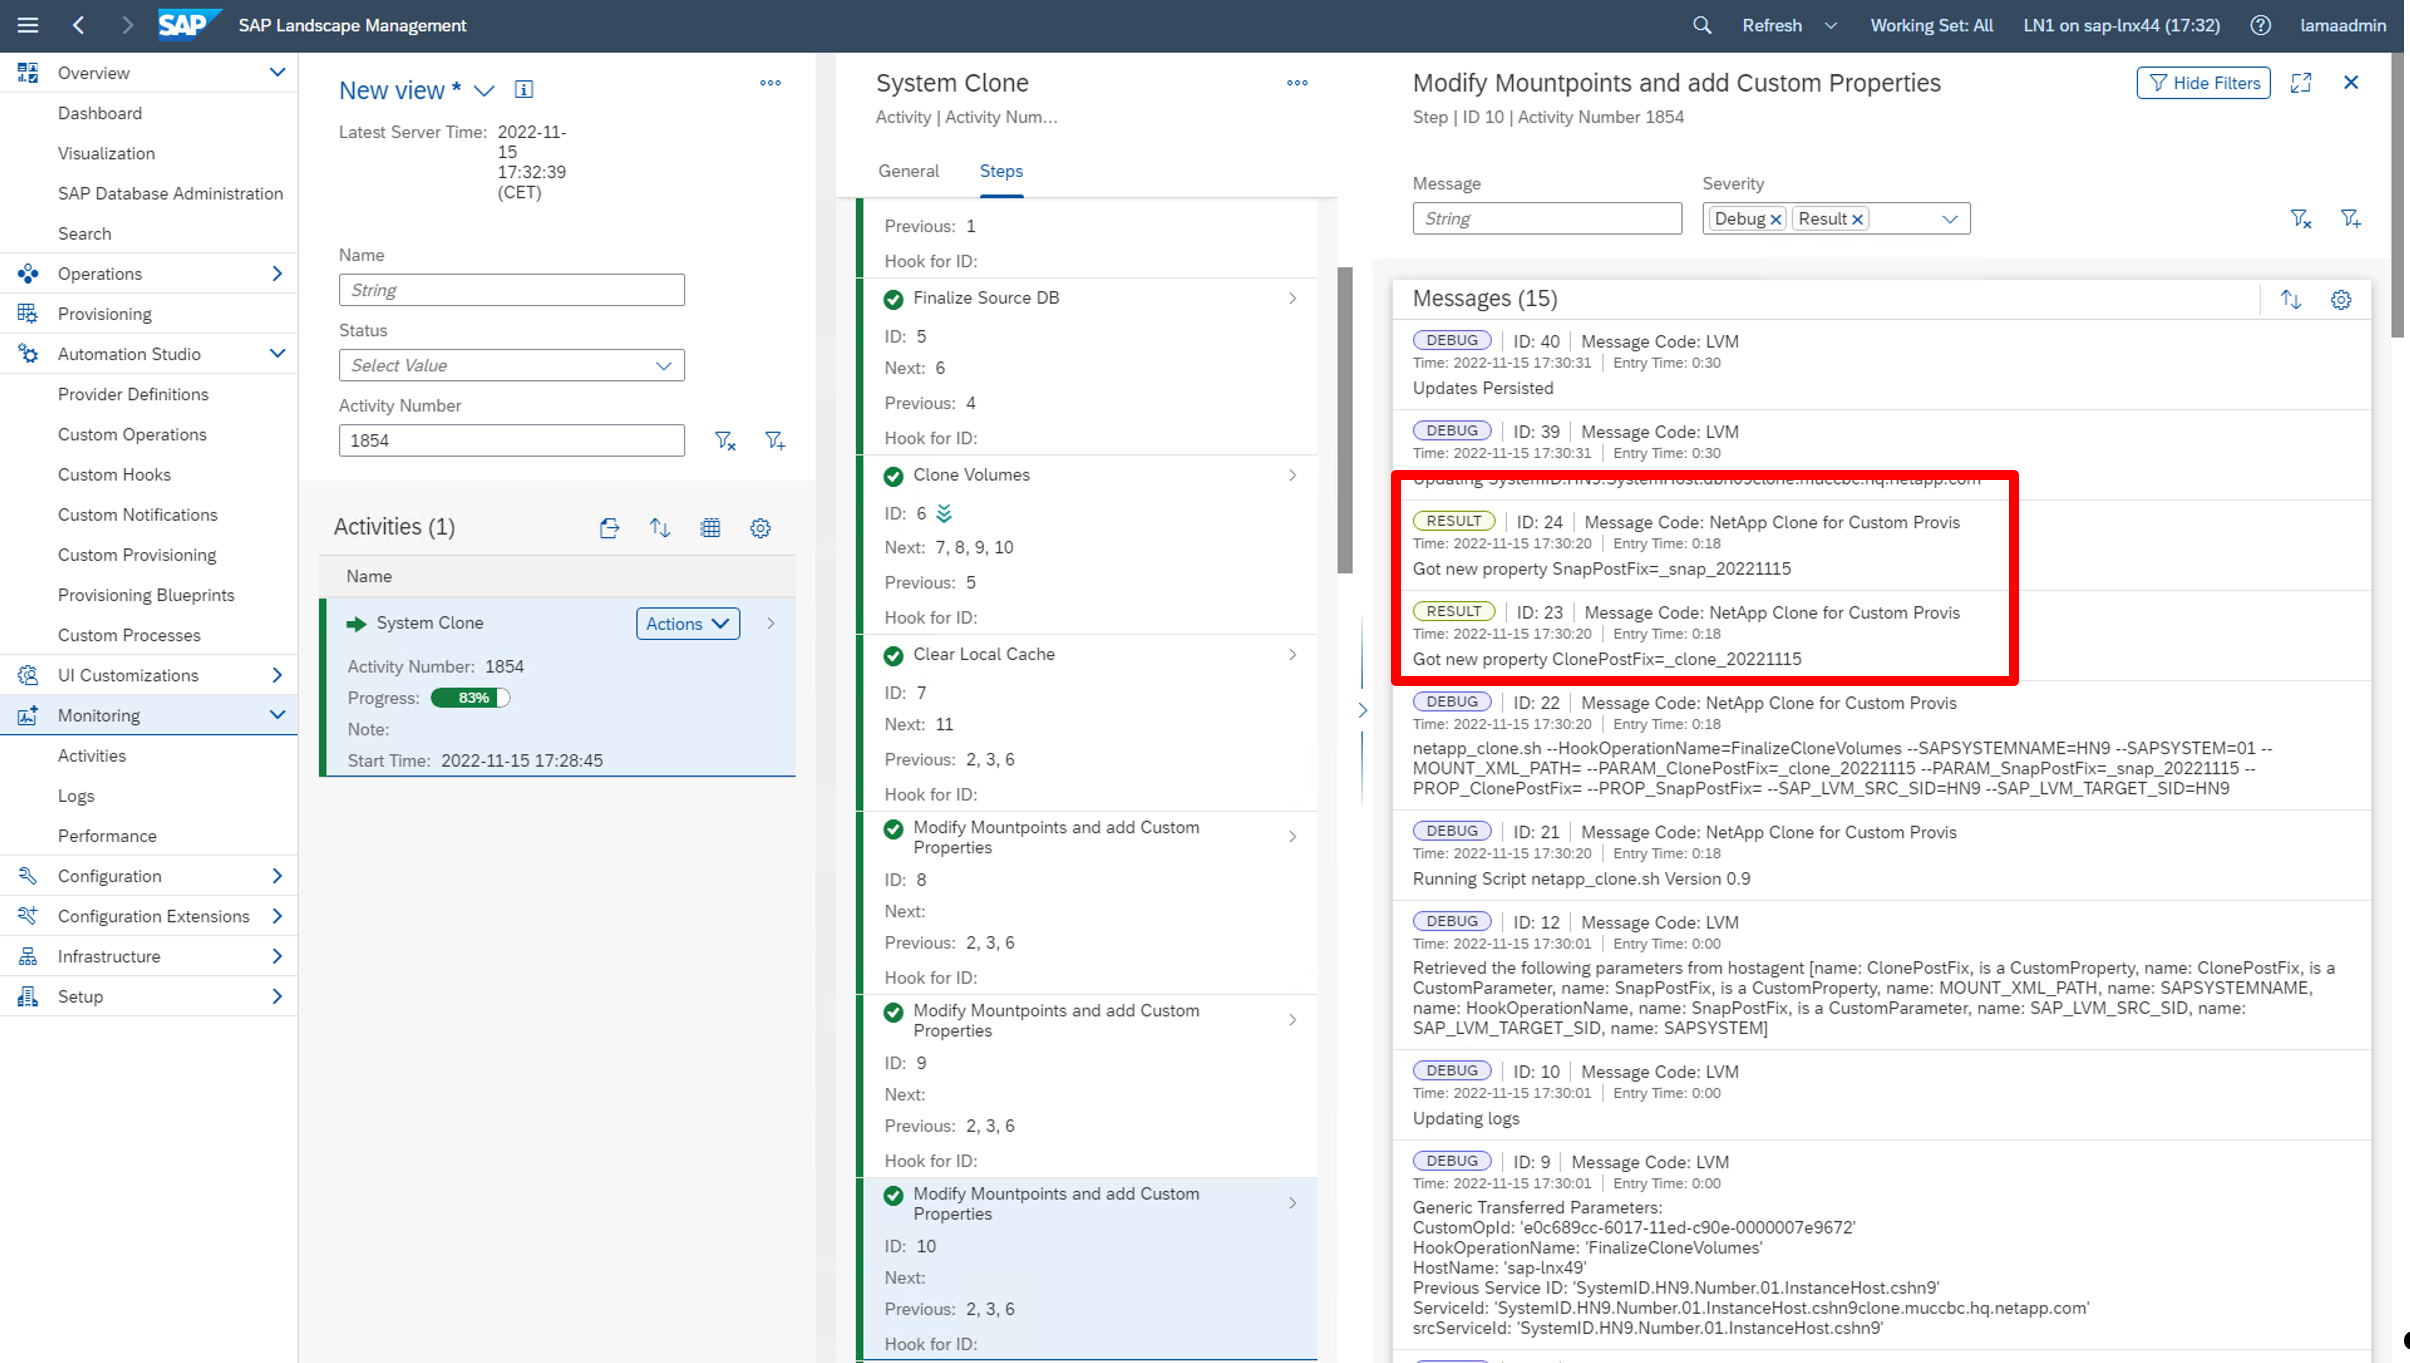 SAP
SAP Landscape Management
Refresh
Working Set: All
LN1 on sap-lnx44 (17:32)
lamaadmin
Overview
Dashboard
Visualization
SAP Database Administration
Search
Operations
Provisioning
Automation Studio
Provider Definitions
Custom Operations
Custom Hooks
Custom Notifications
Custom Provisioning
Provisioning Blueprints
Custom Processes
UI Customizations
Monitoring
Activities
Logs
Performance
Configuration
Configuration Extensions
Infrastructure
Setup
New view *
Latest Server Time: 2022-11-
15
17:32:39
(CET)
Name
String
Status
Select Value
Activity Number
1854
Activities (1)
Name
System Clone
Actions
Activity Number: 1854
Progress: 83%
Note:
Start Time: 2022-11-15 17:28:45
System Clone
Activity | Activity Num...
General
Steps
Previous: 1
Hook for ID:
Finalize Source DB
ID: 5
Next: 6
Previous: 4
Hook for ID:
Clone Volumes
ID: 6
Next: 7, 8, 9, 10
Previous: 5
Hook for ID:
Clear Local Cache
ID: 7
Next: 11
Previous: 2, 3, 6
Hook for ID:
Modify Mountpoints and add Custom
Properties
ID: 8
Next:
Previous: 2, 3, 6
Hook for ID:
Modify Mountpoints and add Custom
Properties
ID: 9
Next:
Previous: 2, 3, 6
Hook for ID:
Modify Mountpoints and add Custom
Properties
ID: 10
Next:
Previous: 2, 3, 6
Hook for ID:
Modify Mountpoints and add Custom Properties
Hide Filters
Step | ID 10 | Activity Number 1854
Message
String
Severity
Debug
Result
Messages (15)
DEBUG | ID: 40 | Message Code: LVM
Time: 2022-11-15 17:30:31 | Entry Time: 0:30
Updates Persisted
DEBUG | ID: 39 | Message Code: LVM
Time: 2022-11-15 17:30:31 | Entry Time: 0:30
Updating SystemID.HN9.SystemHost.dbhn9clone.muccbc.hq.netapp.com
RESULT | ID: 24 | Message Code: NetApp Clone for Custom Provis
Time: 2022-11-15 17:30:20 | Entry Time: 0:18
Got new property SnapPostFix=_snap_20221115
RESULT | ID: 23 | Message Code: NetApp Clone for Custom Provis
Time: 2022-11-15 17:30:20 | Entry Time: 0:18
Got new property ClonePostFix=_clone_20221115
DEBUG | ID: 22 | Message Code: NetApp Clone for Custom Provis
Time: 2022-11-15 17:30:20 | Entry Time: 0:18
netapp_clone.sh --HookOperationName=FinalizeCloneVolumes --SAPSYSTEMNAME=HN9 --SAPSYSTEM=01 --
MOUNT_XML_PATH= --PARAM_ClonePostFix=_clone_20221115 --PARAM_SnapPostFix=_snap_20221115 --
PROP_ClonePostFix= --PROP_SnapPostFix= --SAP_LVM_SRC_SID=HN9 --SAP_LVM_TARGET_SID=HN9
DEBUG | ID: 21 | Message Code: NetApp Clone for Custom Provis
Time: 2022-11-15 17:30:20 | Entry Time: 0:18
Running Script netapp_clone.sh Version 0.9
DEBUG | ID: 12 | Message Code: LVM
Time: 2022-11-15 17:30:01 | Entry Time: 0:00
Retrieved the following parameters from hostagent [name: ClonePostFix, is a CustomProperty, name: ClonePostFix, is a
CustomParameter, name: SnapPostFix, is a CustomProperty, name: MOUNT_XML_PATH, name: SAPSYSTEMNAME,
name: HookOperationName, name: SnapPostFix, is a CustomParameter, name: SAP_LVM_SRC_SID, name:
SAP_LVM_TARGET_SID, name: SAPSYSTEM]
DEBUG | ID: 10 | Message Code: LVM
Time: 2022-11-15 17:30:01 | Entry Time: 0:00
Updating logs
DEBUG | ID: 9 | Message Code: LVM
Time: 2022-11-15 17:30:01 | Entry Time: 0:00
Generic Transferred Parameters:
CustomOpId: 'e0c689cc-6017-11ed-c90e-0000007e9672'
HookOperationName: 'FinalizeCloneVolumes'
HostName: 'sap-lnx49'
Previous Service ID: 'SystemID.HN9.Number.01.InstanceHost.cshn9'
ServiceId: 'SystemID.HN9.Number.01.InstanceHost.cshn9clone.muccbc.hq.netapp.com'
srcServiceId: 'SystemID.HN9.Number.01.InstanceHost.cshn9'